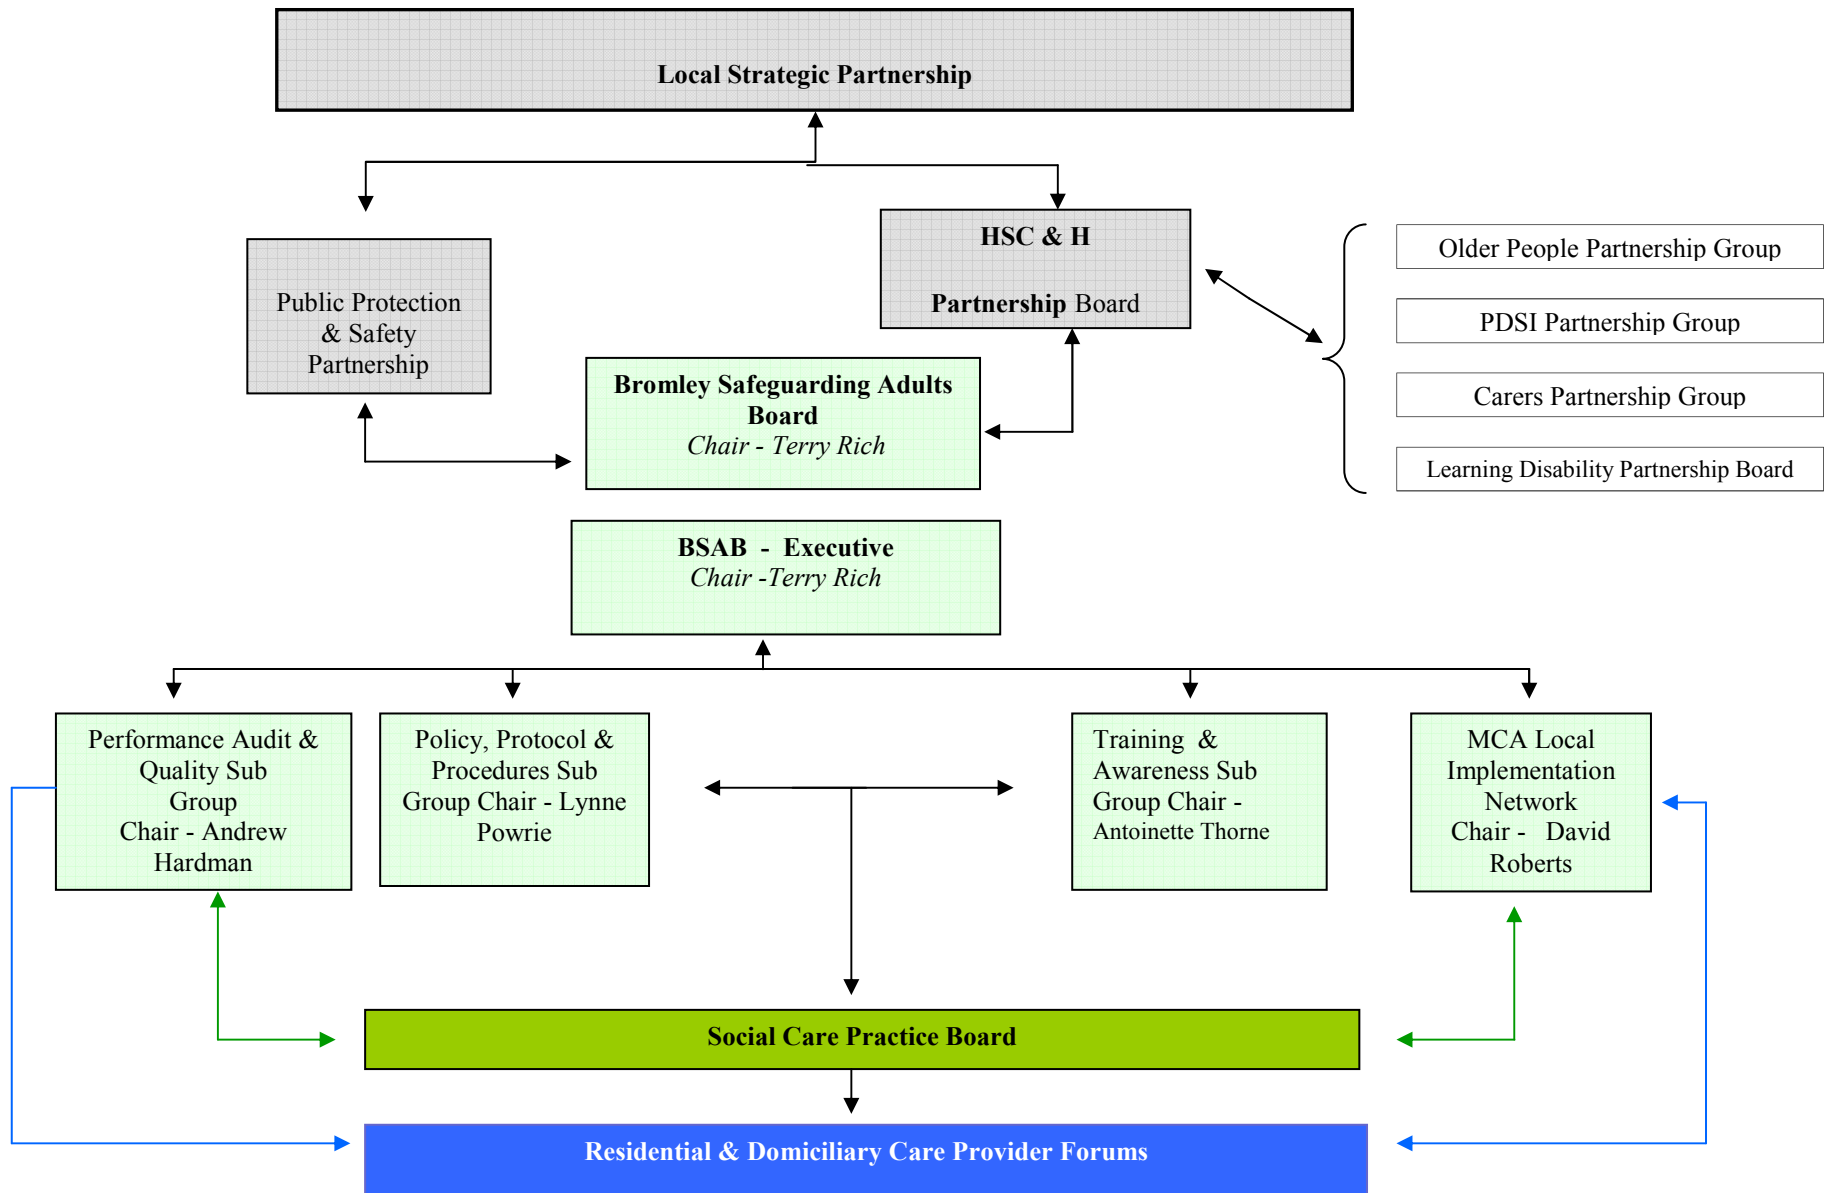 Local Strategic Partnership
HSC & H
Partnership Board
Public Protection
& Safety
Partnership
Older People Partnership Group
PDSI Partnership Group
Carers Partnership Group
Learning Disability Partnership Board
Bromley Safeguarding Adults
Board
Chair - Terry Rich
BSAB - Executive
Chair -Terry Rich
Performance Audit &
Quality Sub
Group
Chair - Andrew
Hardman
Policy, Protocol &
Procedures Sub
Group Chair - Lynne
Powrie
Training &
Awareness Sub
Group Chair -
Antoinette Thorne
MCA Local
Implementation
Network
Chair - David
Roberts
Social Care Practice Board
Residential & Domiciliary Care Provider Forums